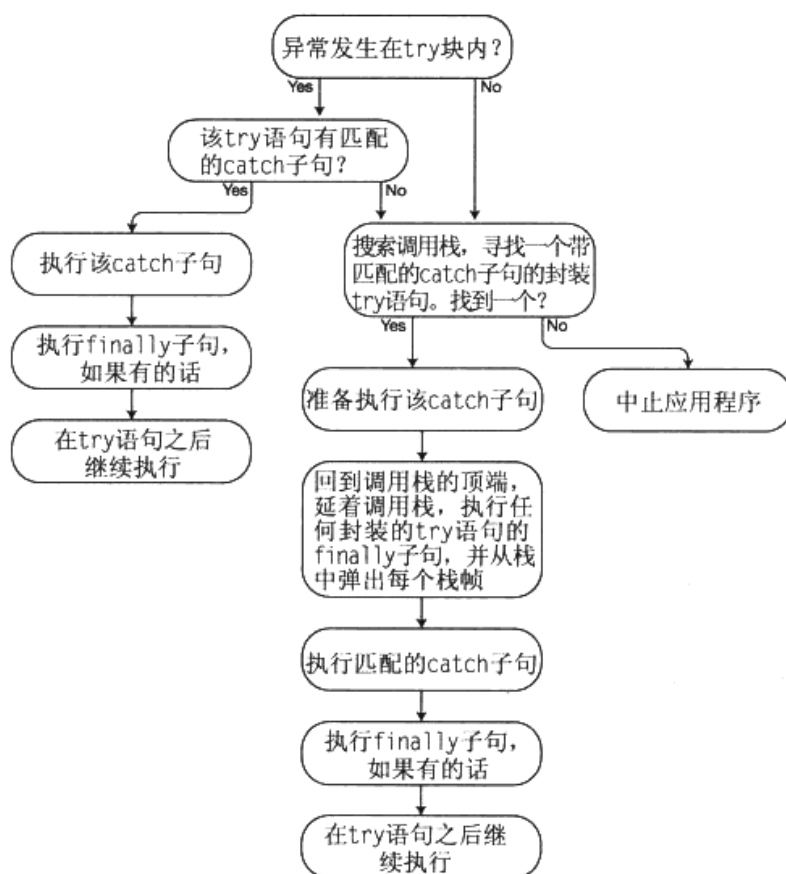 异常发生在try块内?
Yes
No
该try语句有匹配
的catch子句?
Yes
No
执行该catch子句
搜索调用栈，寻找一个带
匹配的catch子句的封装
try语句。找到一个?
执行finally子句，
如果有的话
Yes
No
准备执行该catch子句
中止应用程序
在try语句之后
继续执行
回到调用栈的顶端，
延着调用栈，执行任
何封装的try语句的
finally子句，并从栈
中弹出每个栈帧
执行匹配的catch子句
执行finally子句，
如果有的话
在try语句之后继
续执行